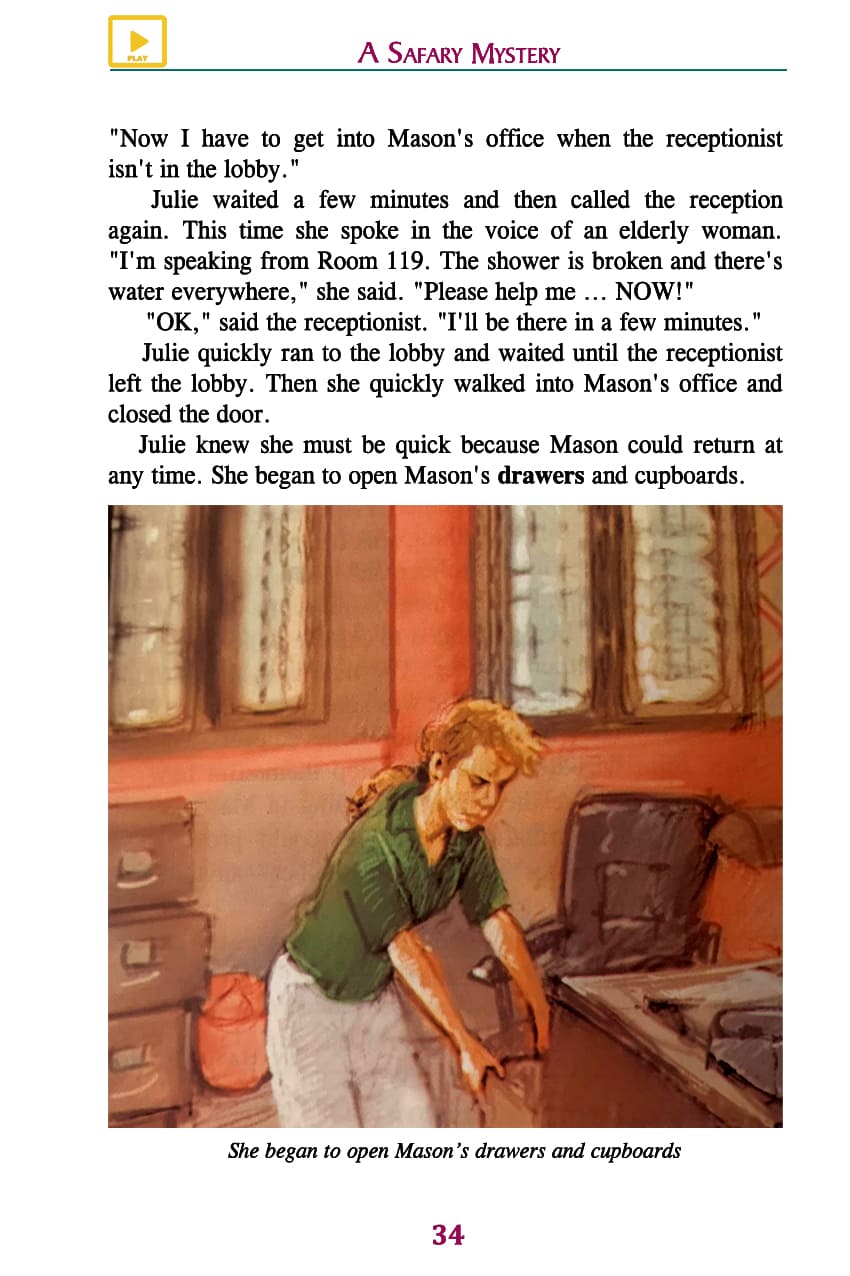 PLAY
A SAFARY MYSTERY
"Now I have to get into Mason's office when the receptionist
isn't in the lobby."
Julie waited a few minutes and then called the reception
again. This time she spoke in the voice of an elderly woman.
"I'm speaking from Room 119. The shower is broken and there's
water everywhere," she said. "Please help me ... NOW!"
"OK," said the receptionist. "I'll be there in a few minutes."
Julie quickly ran to the lobby and waited until the receptionist
left the lobby. Then she quickly walked into Mason's office and
closed the door.
Julie knew she must be quick because Mason could return at
any time. She began to open Mason's drawers and cupboards.
She began to open Mason’s drawers and cupboards
34